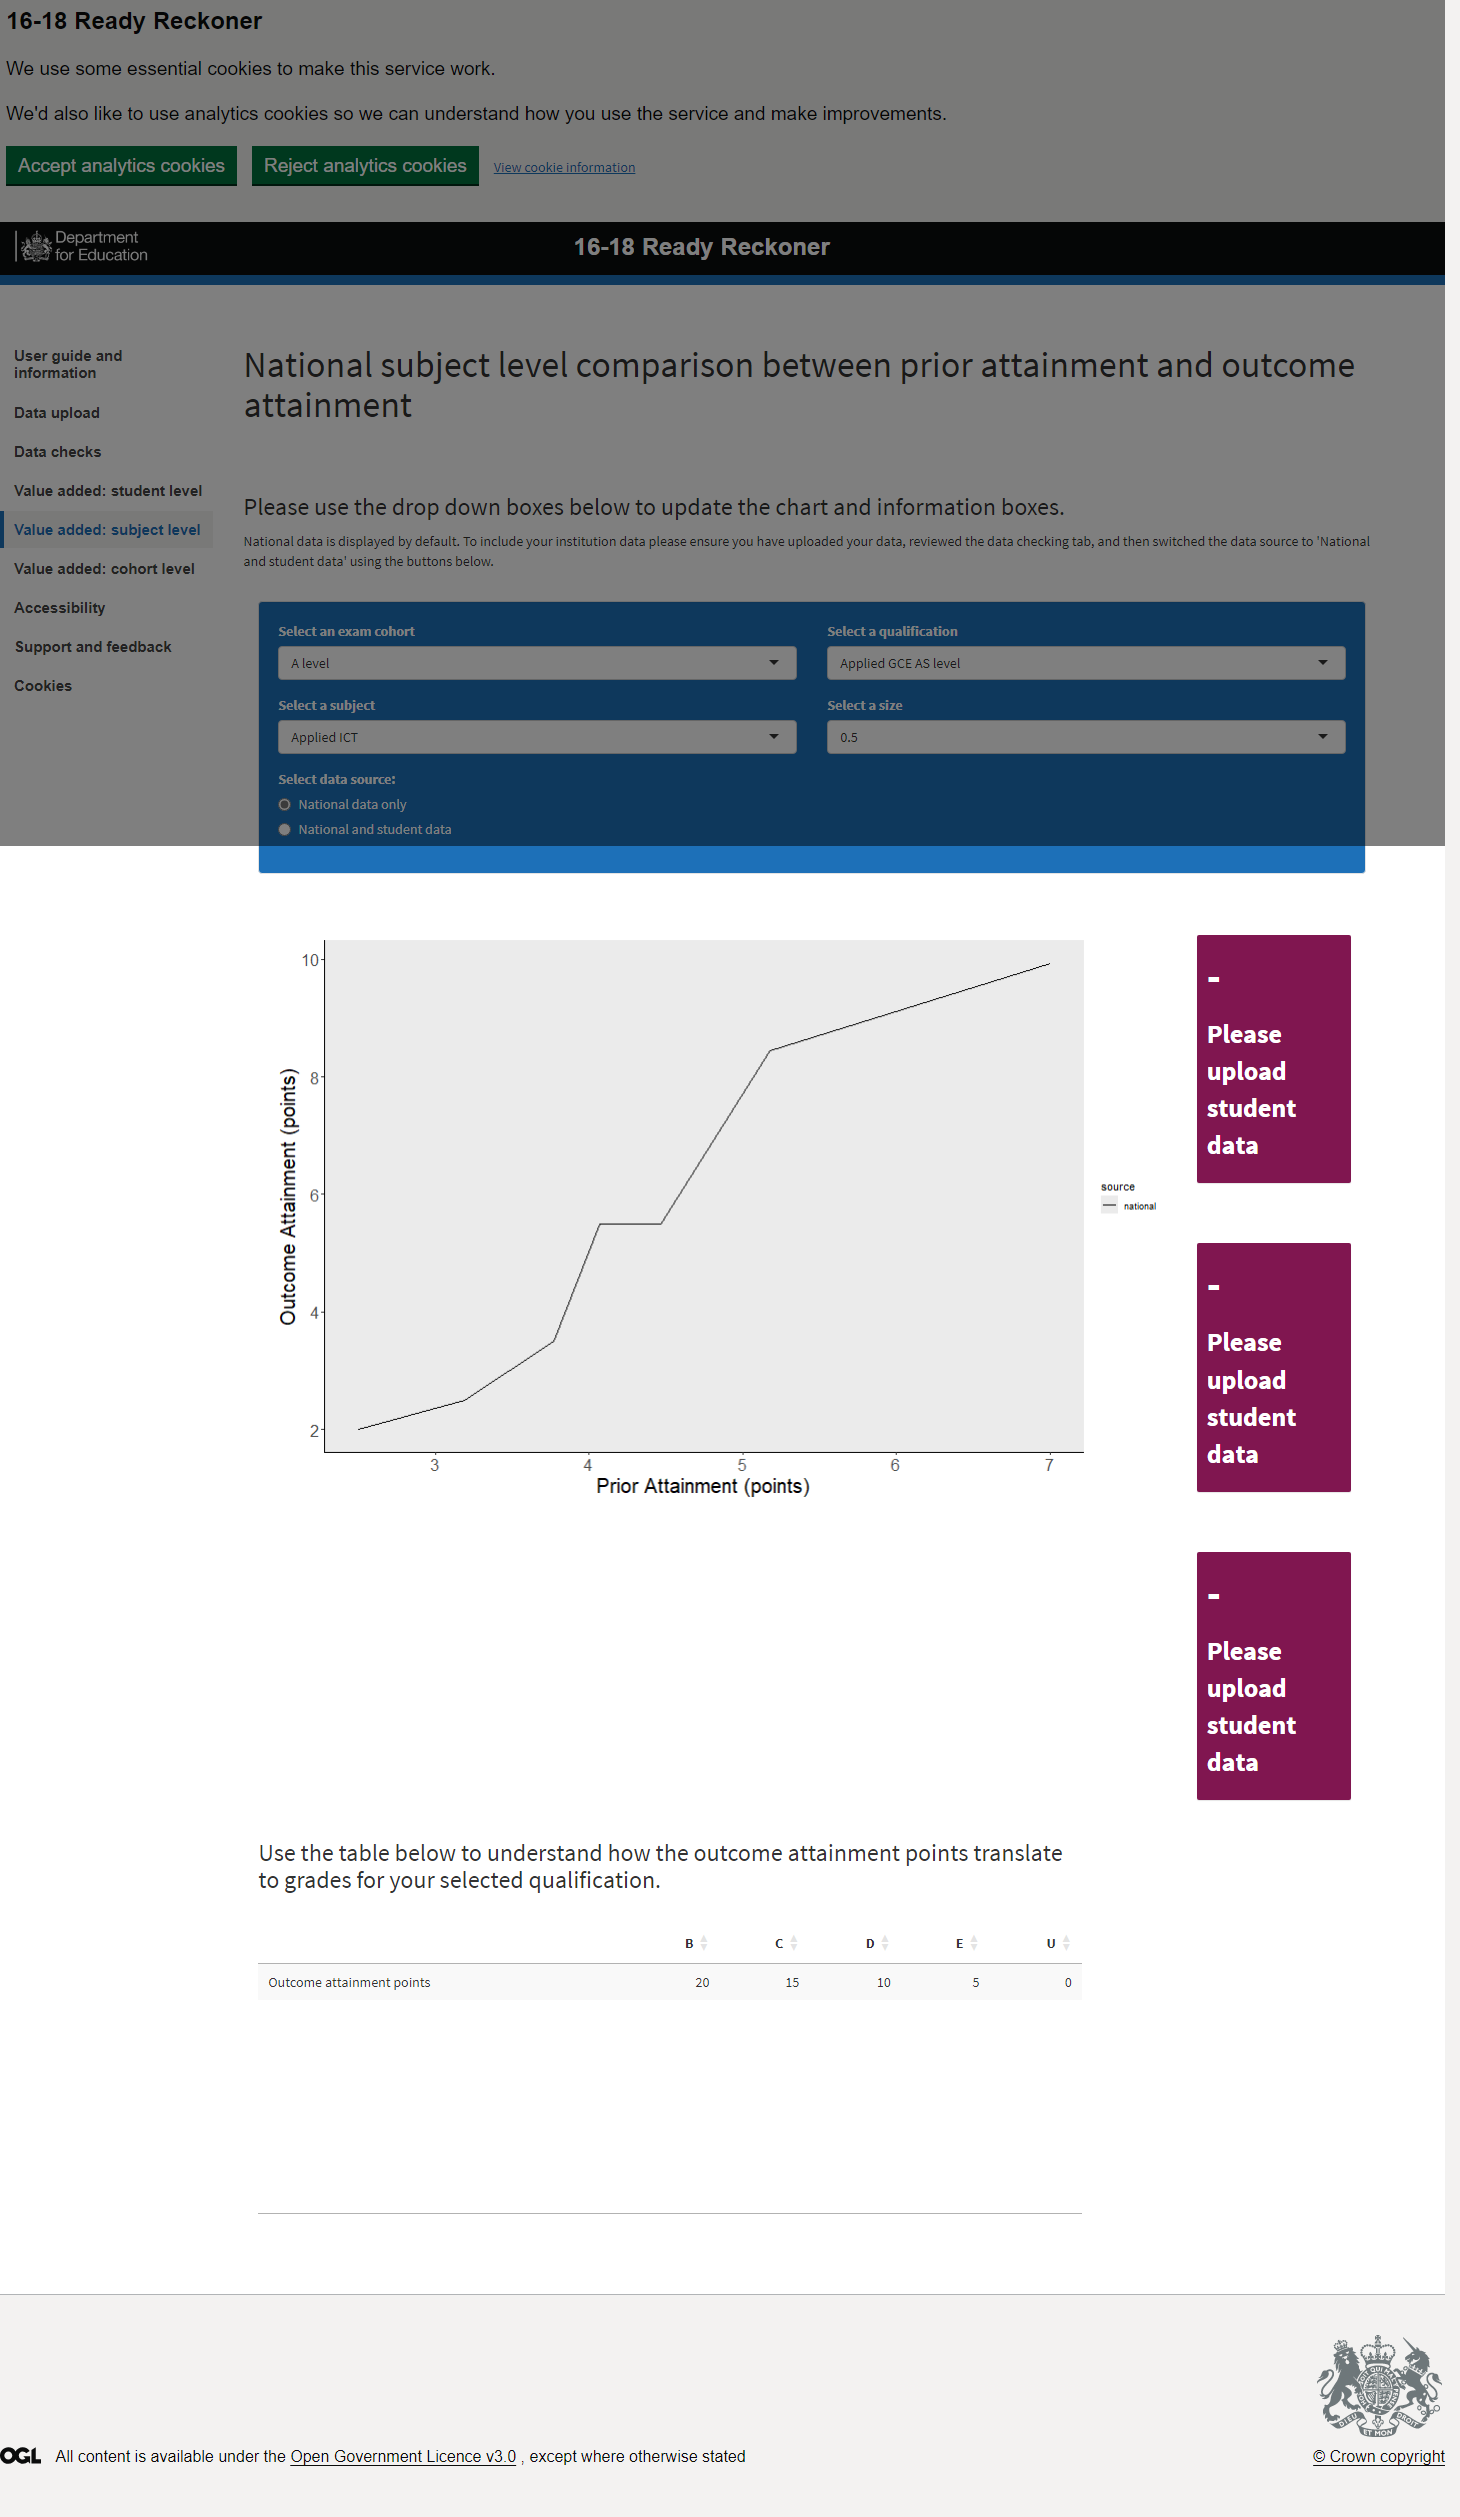 16-18 Ready Reckoner
We use some essential cookies to make this service work.
We'd also like to use analytics cookies so we can understand how you use the service and make improvements.
Accept analytics cookies Reject analytics cookies View cookie information
Department
for Education
16-18 Ready Reckoner
User guide and
information
Data upload
Data checks
Value added: student level
Value added: subject level
Value added: cohort level
Accessibility
Support and feedback
Cookies
National subject level comparison between prior attainment and outcome
attainment
Please use the drop down boxes below to update the chart and information boxes.
National data is displayed by default. To include your institution data please ensure you have uploaded your data, reviewed the data checking tab, and then switched the data source to 'National
and student data' using the buttons below.
Select an exam cohort Select a qualification
A level Applied GCE AS level
Select a subject Select a size
Applied ICT 0.5
Select data source:
National data only
National and student data
10
8
6
4
2
Outcome Attainment (points)
3 4 5 6 7
Prior Attainment (points)
source
national
-
Please
upload
student
data
-
Please
upload
student
data
-
Please
upload
student
data
Use the table below to understand how the outcome attainment points translate
to grades for your selected qualification.
B C D E U
Outcome attainment points 20 15 10 5 0
OGL All content is available under the Open Government Licence v3.0 , except where otherwise stated
DIEU ET MON DROIT
© Crown copyright